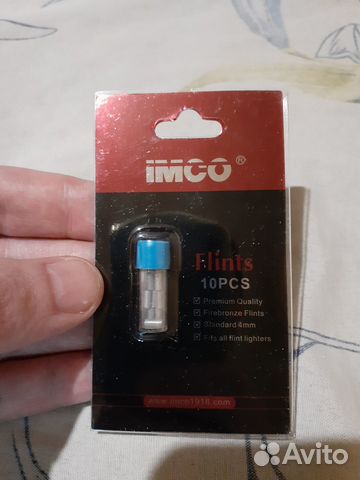 IMCO®
Flints
10PCS
Premium Quality
Firebronze Flints
Standard 4mm
Fits all flint lighters
www.imco1918.com
Avito